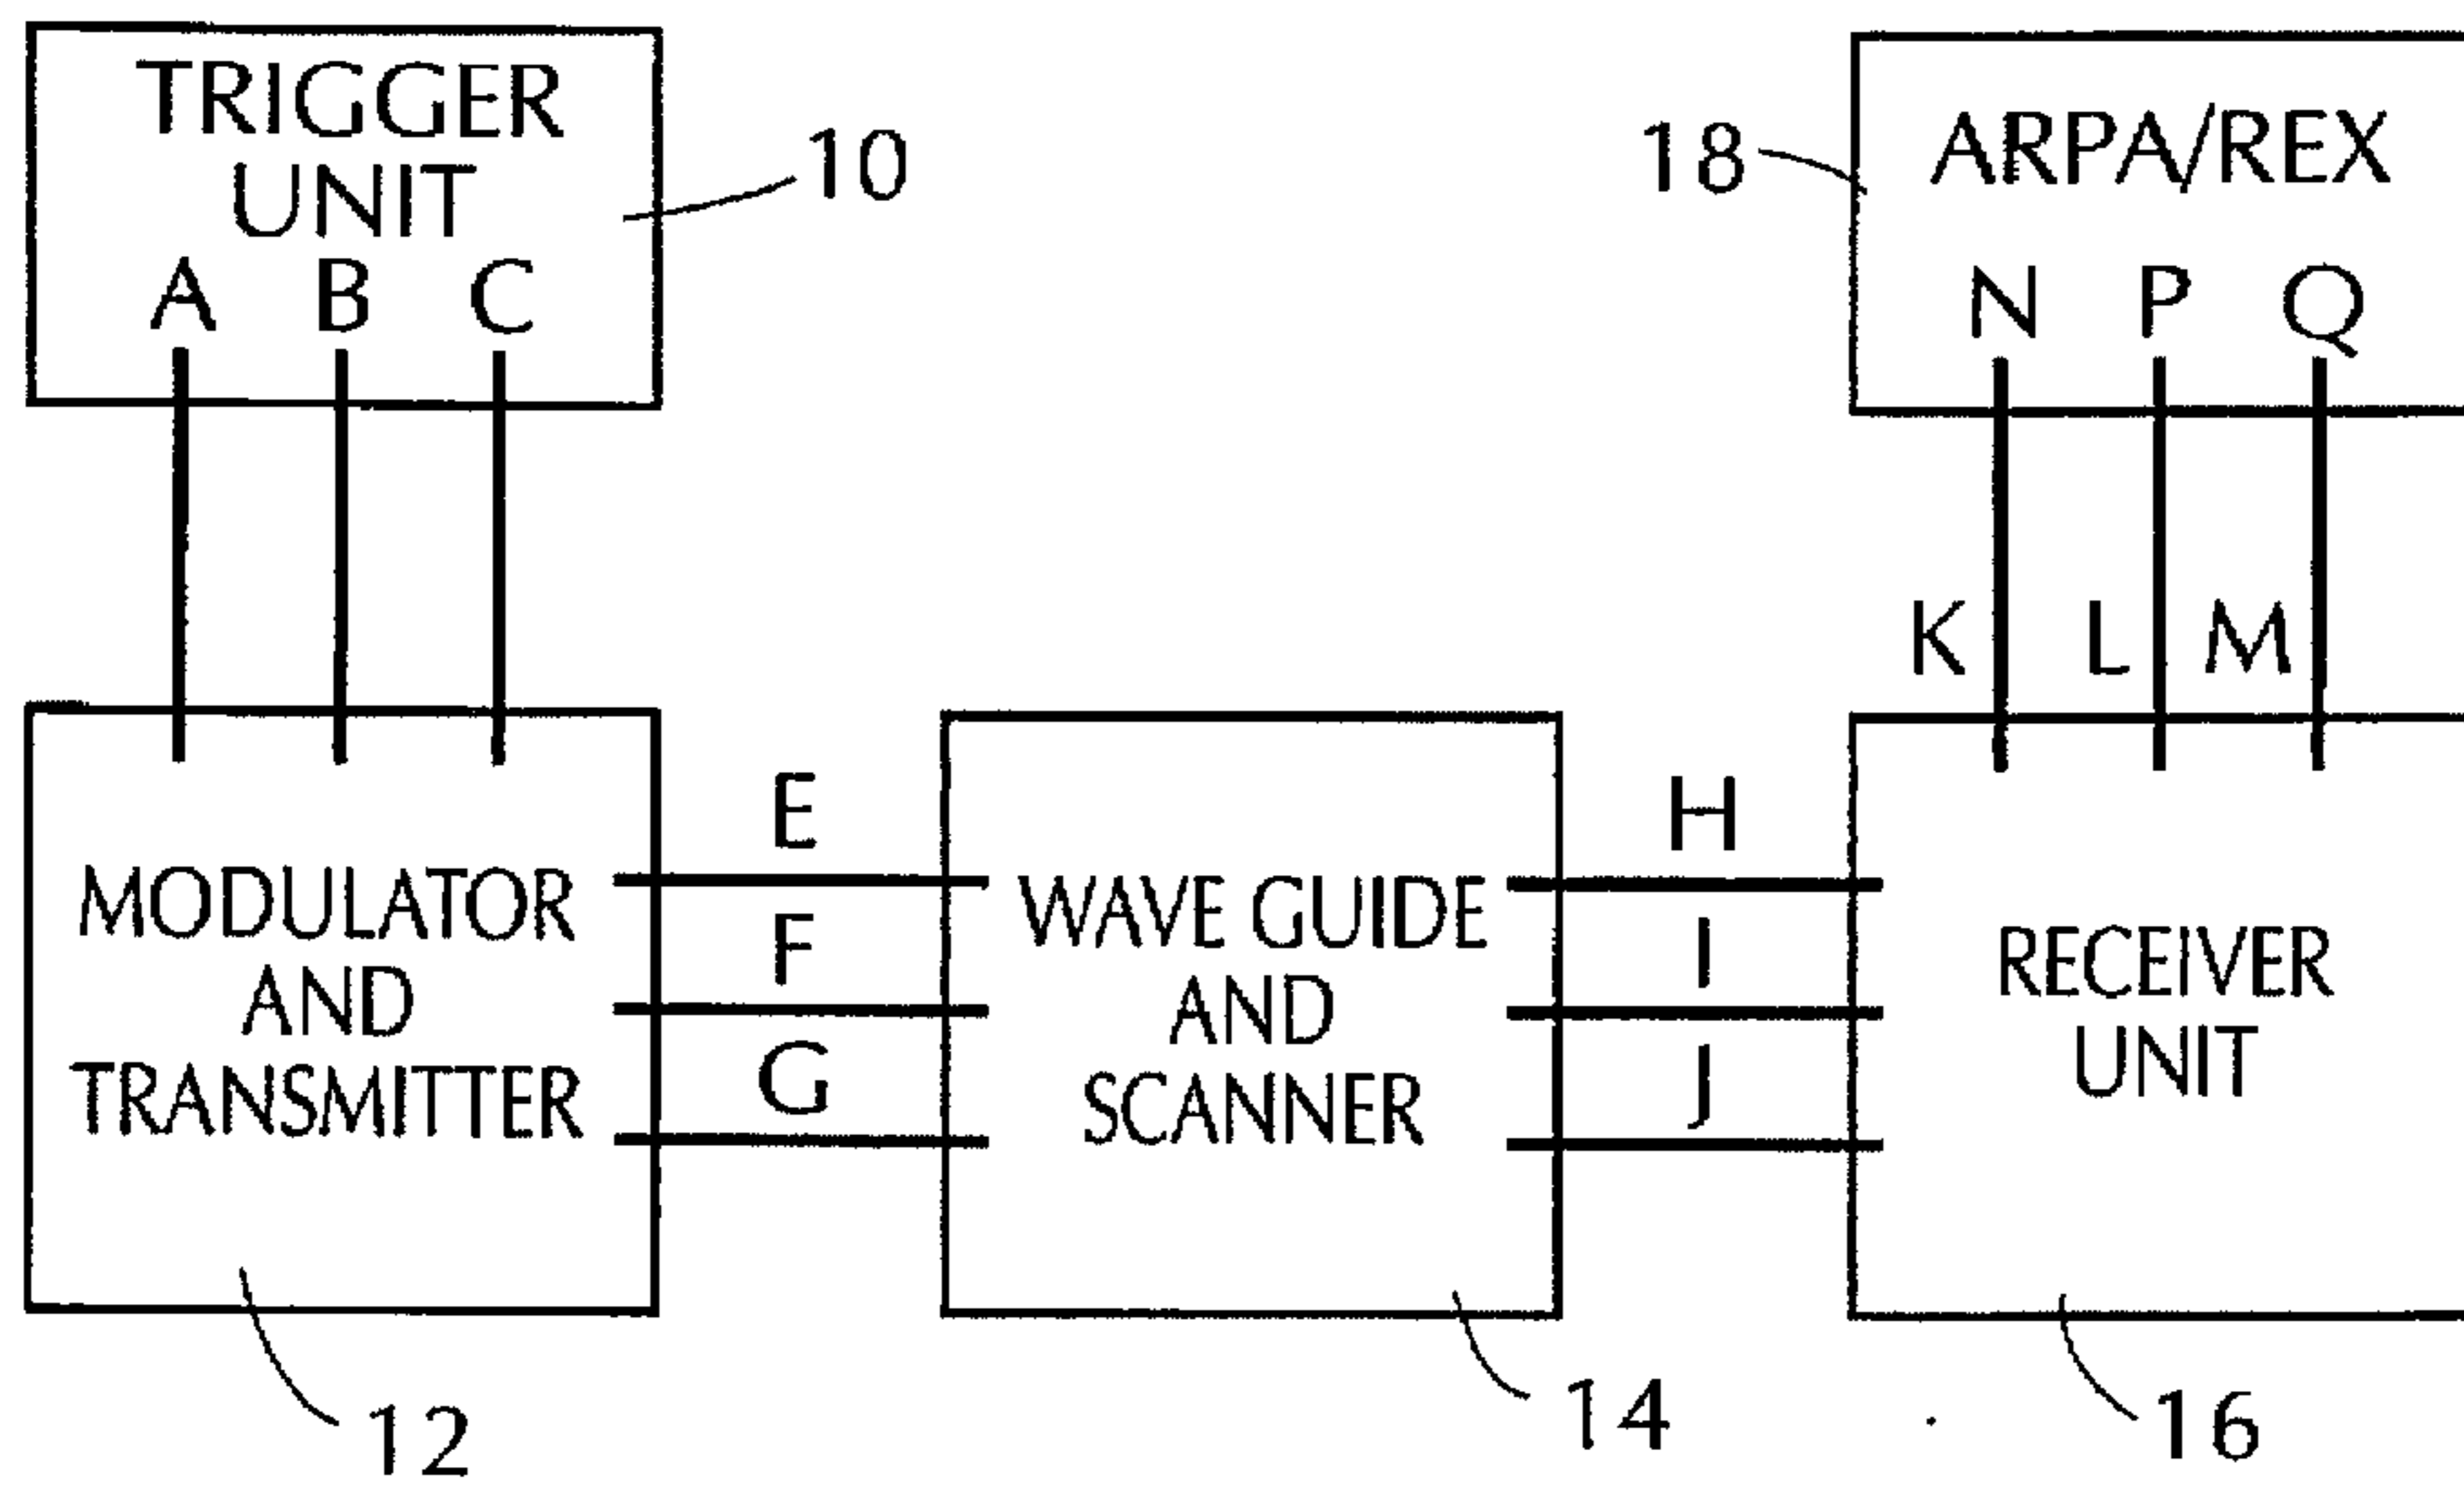 TRIGGER
UNIT
A B C
10
18
ARPA/REX
N P Q
K L M
MODULATOR
AND
TRANSMITTER
E
F
G
WAVE GUIDE
AND
SCANNER
H
I
J
RECEIVER
UNIT
12
14
16